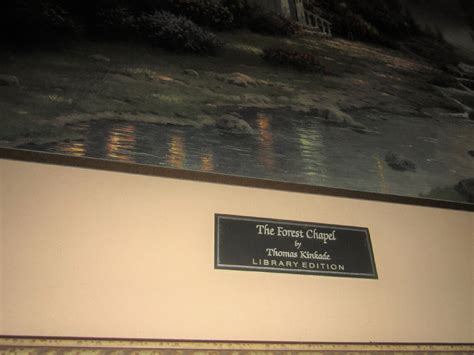 The Forest Chapel
by
Thomas Kinkade
LIBRARY EDITION